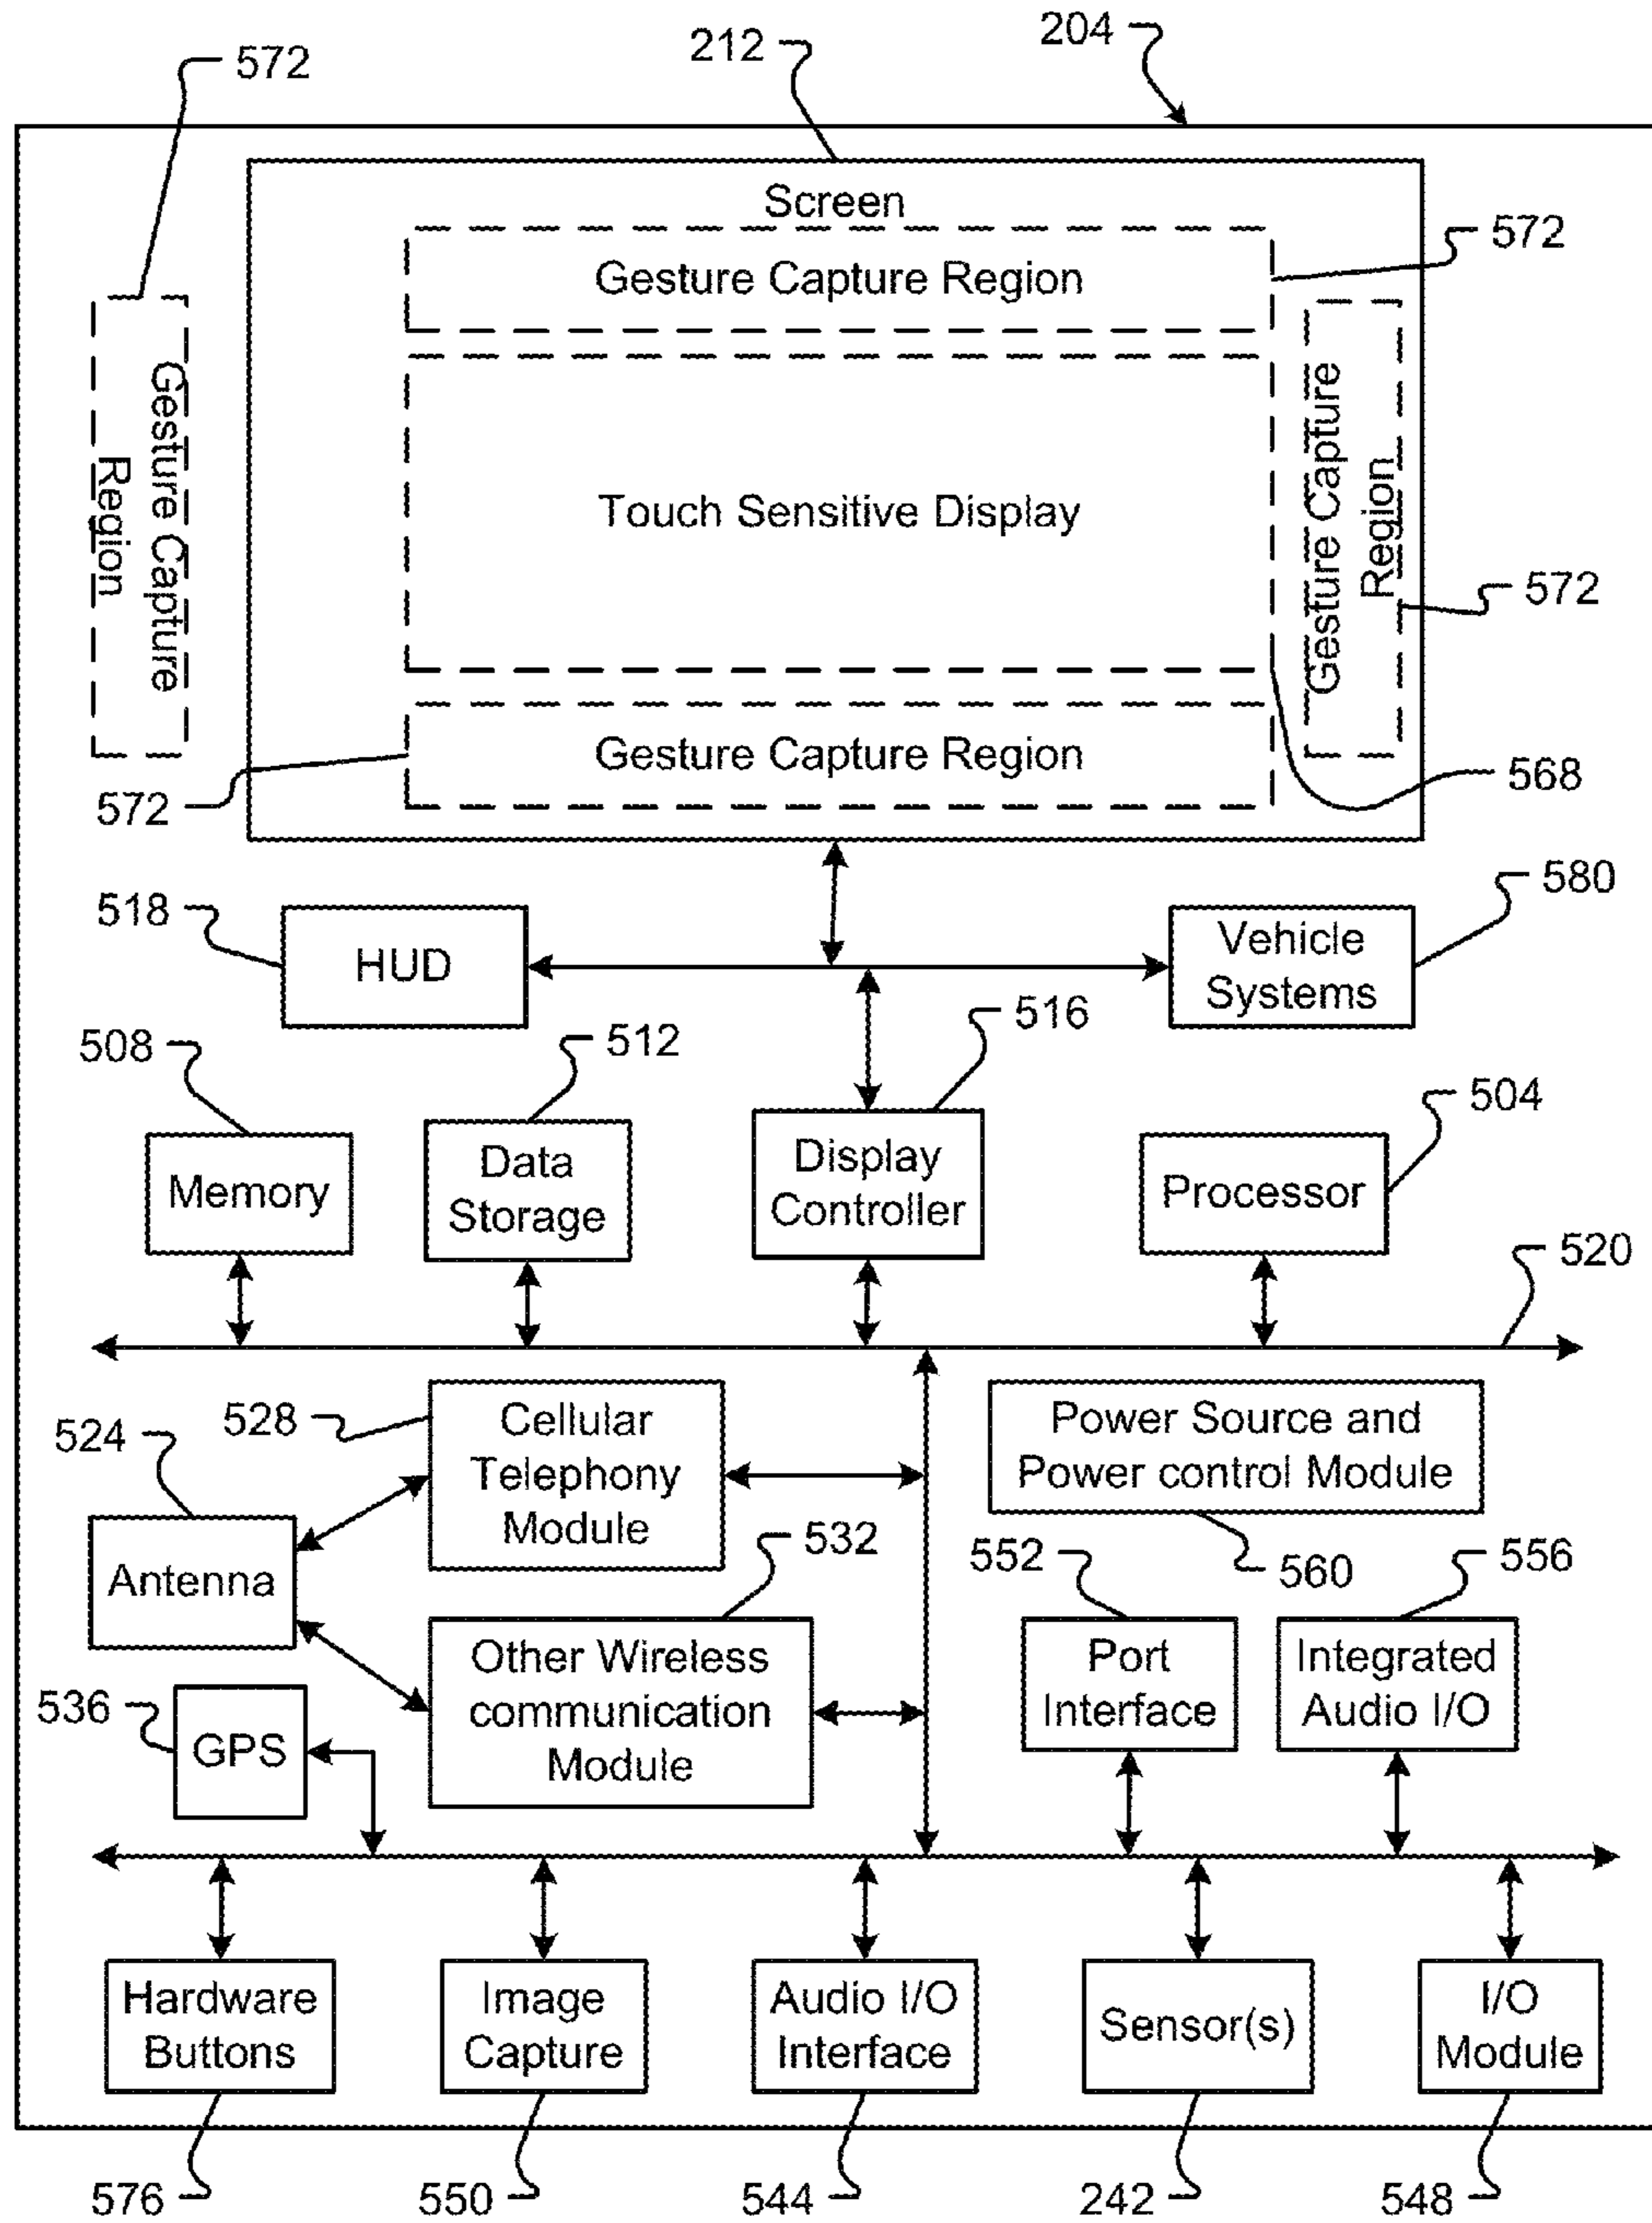 212
204
572
Screen
572
Gesture Capture Region
Gesture Capture
Region
Touch Sensitive Display
Gesture Capture
Region
572
Gesture Capture Region
572
568
518
HUD
Vehicle
Systems
580
516
508
512
504
Memory
Data
Storage
Display
Controller
Processor
520
528
Cellular
Telephony
Module
Power Source and
Power control Module
524
532
552
560
556
Antenna
Other Wireless
communication
Module
Port
Interface
Integrated
Audio I/O
536
GPS
Hardware
Buttons
Image
Capture
Audio I/O
Interface
Sensor(s)
I/O
Module
576
550
544
242
548